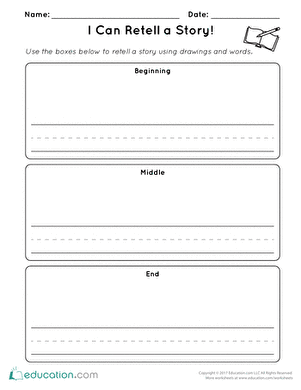 Name: Date:
I Can Retell a Story!
Use the boxes below to retell a story using drawings and words.
Beginning
Middle
End
education.com
Copyright © 2017 Education.com LLC All Rights Reserved
More worksheets at www.education.com/worksheets